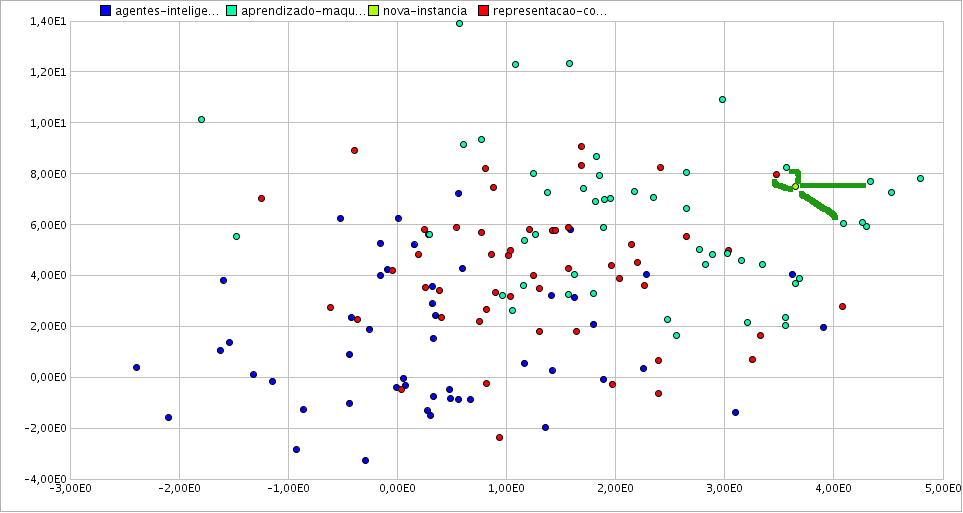 agentes-intelige... aprendizado-maqu... nova-instancia representacao-co...
1,40E1
1,20E1
1,00E1
8,00E0
6,00E0
4,00E0
2,00E0
0,00E0
-2,00E0
-4,00E0
-3,00E0 -2,00E0 -1,00E0 0,00E0 1,00E0 2,00E0 3,00E0 4,00E0 5,00E0